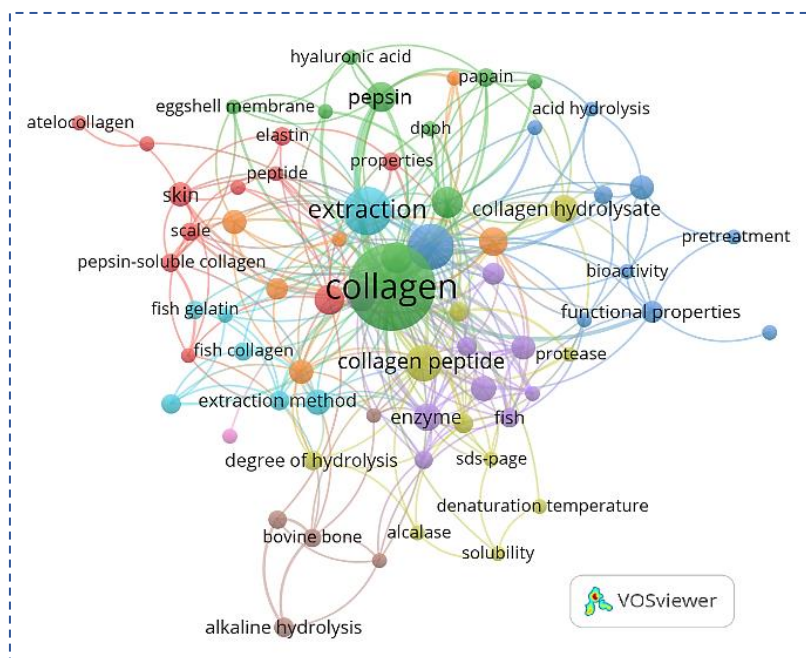 hyaluronic acid
papain
pepsin
eggshell membrane
acid hydrolysis
atelocollagen
dpph
elastin
properties
peptide
skin
extraction
collagen hydrolysate
scale
pretreatment
pepsin-soluble collagen
bioactivity
collagen
fish gelatin
functional properties
fish collagen
protease
collagen peptide
extraction method
enzyme
fish
degree of hydrolysis
sds-page
denaturation temperature
alcalase
bovine bone
solubility
VOSviewer
alkaline hydrolysis